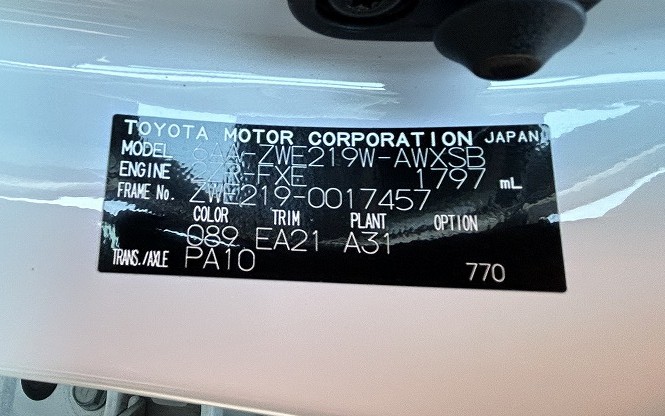 TOYOTA MOTOR CORPORATION JAPAN
MODEL 6AA-ZWE219W-AWXSB
ENGINE 2ZR-FXE 1797 mL
FRAME No. ZWE219-0017457
COLOR TRIM PLANT OPTION
089 EA21 A31
TRANS./AXLE PA10
770